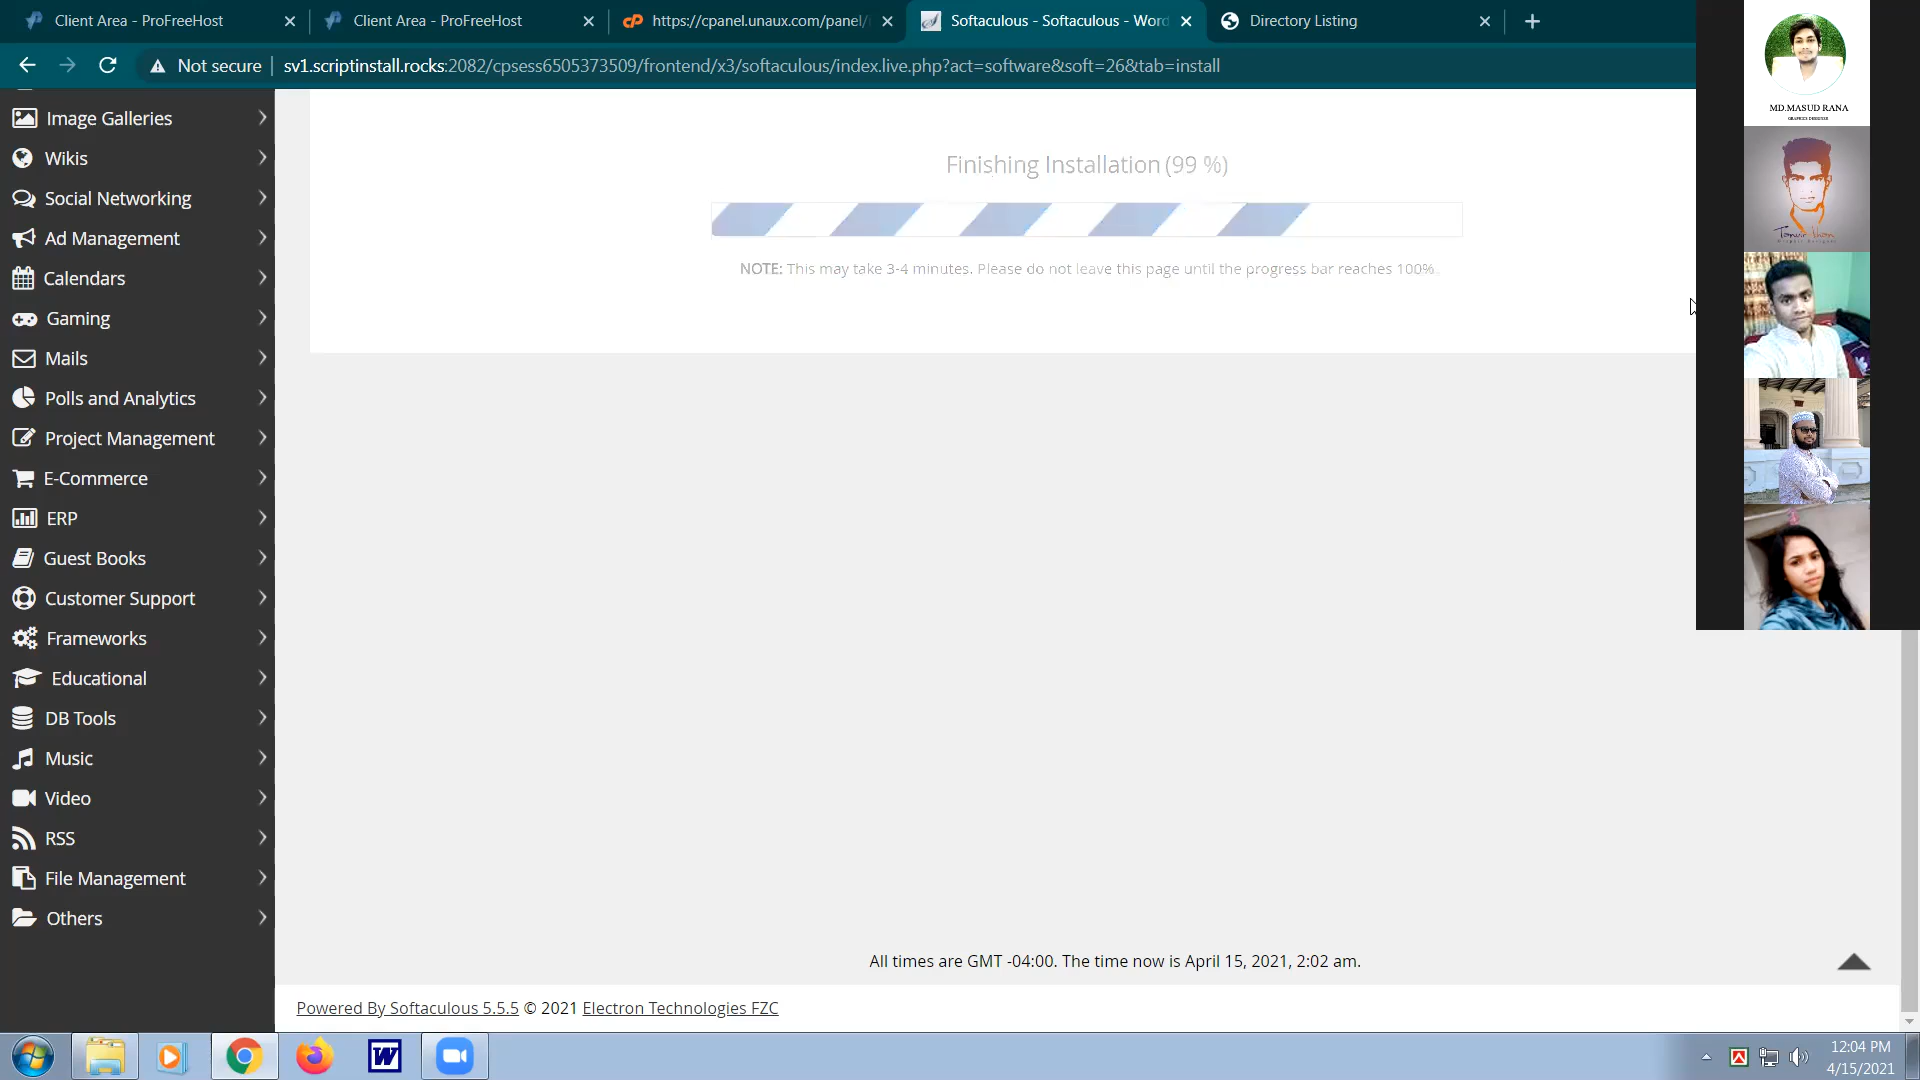 Client Area - ProFreeHost
Client Area - ProFreeHost
https://cpanel.unaux.com/panel/
Softaculous - Softaculous - Word
Directory Listing
Not secure
sv1.scriptinstall.rocks:2082/cpsess6505373509/frontend/x3/softaculous/index.live.php?act=software&soft=26&tab=install
Image Galleries
Wikis
Social Networking
Ad Management
Calendars
Gaming
Mails
Polls and Analytics
Project Management
E-Commerce
ERP
Guest Books
Customer Support
Frameworks
Educational
DB Tools
Music
Video
RSS
File Management
Others
Finishing Installation (99 %)
NOTE: This may take 3-4 minutes. Please do not leave this page until the progress bar reaches 100%.
All times are GMT -04:00. The time now is April 15, 2021, 2:02 am.
Powered By Softaculous 5.5.5 © 2021 Electron Technologies FZC
MD.MASUD RANA
GRAPHICS DESIGNER
12:04 PM
4/15/2021